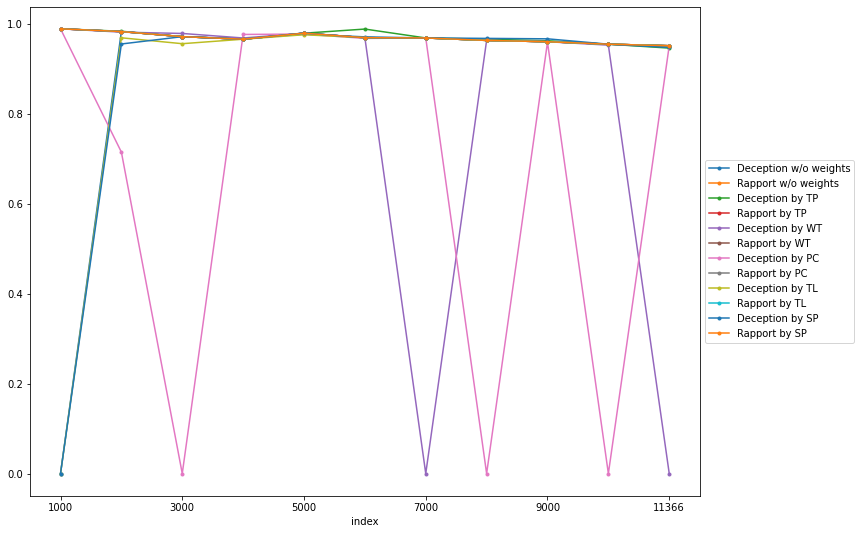 1.0
0.8
0.6
0.4
0.2
0.0
1000 3000 5000 7000 9000 11366
index
Deception w/o weights
Rapport w/o weights
Deception by TP
Rapport by TP
Deception by WT
Rapport by WT
Deception by PC
Rapport by PC
Deception by TL
Rapport by TL
Deception by SP
Rapport by SP